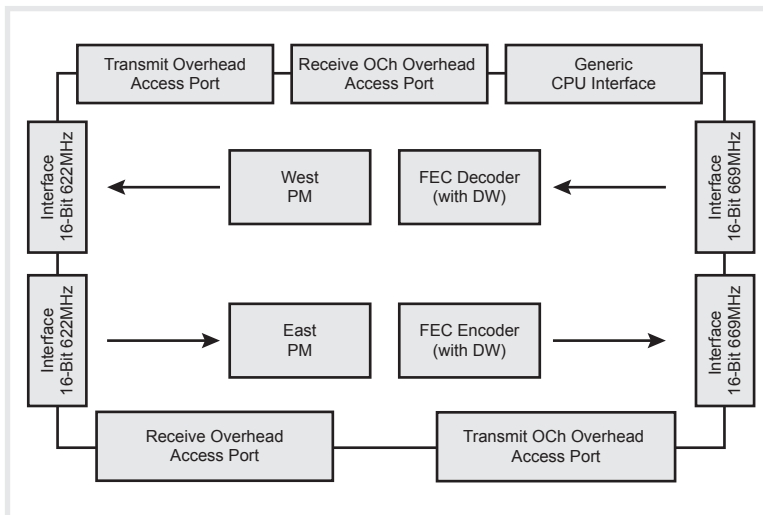 Transmit Overhead
Access Port
Receive OCh Overhead
Access Port
Generic
CPU Interface
Interface
16-Bit 622MHz
West
PM
FEC Decoder
(with DW)
Interface
16-Bit 669MHz
Interface
16-Bit 622MHz
East
PM
FEC Encoder
(with DW)
Interface
16-Bit 669MHz
Receive Overhead
Access Port
Transmit OCh Overhead
Access Port